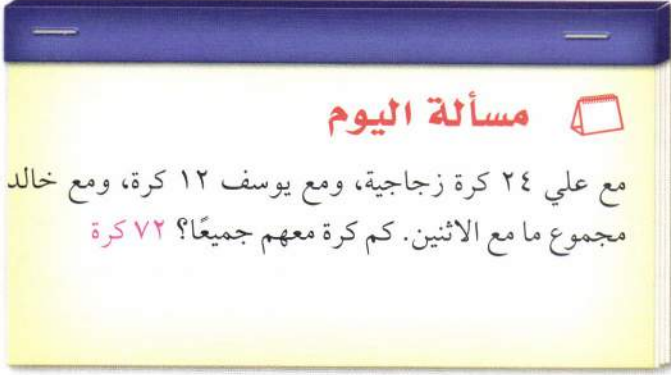 مسألة اليوم
مع علي ٢٤ كرة زجاجية، ومع يوسف ١٢ كرة، ومع خالد
مجموع ما مع الاثنين. كم كرة معهم جميعًا؟ ٧٢ كرة